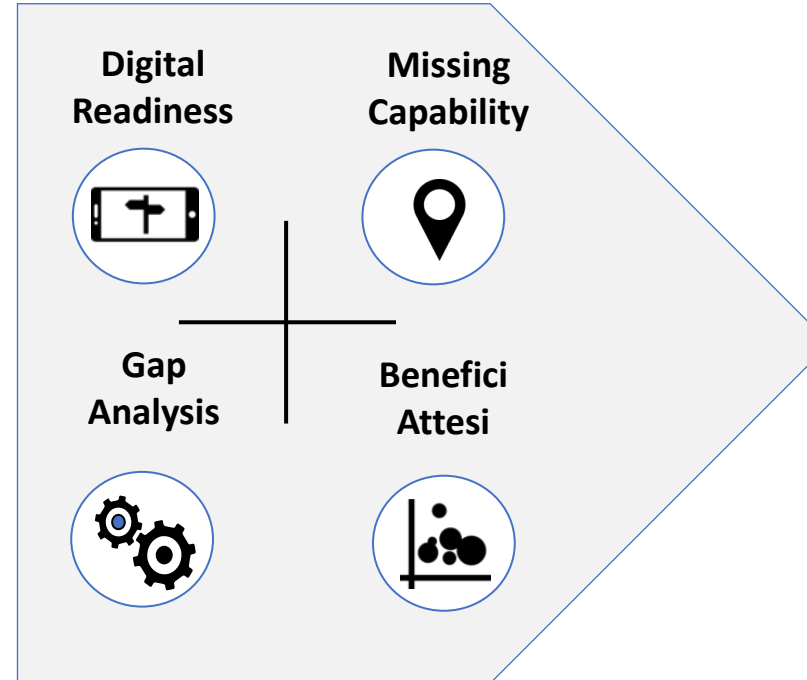 Digital
Readiness
Missing
Capability
Gap
Analysis
Benefici
Attesi